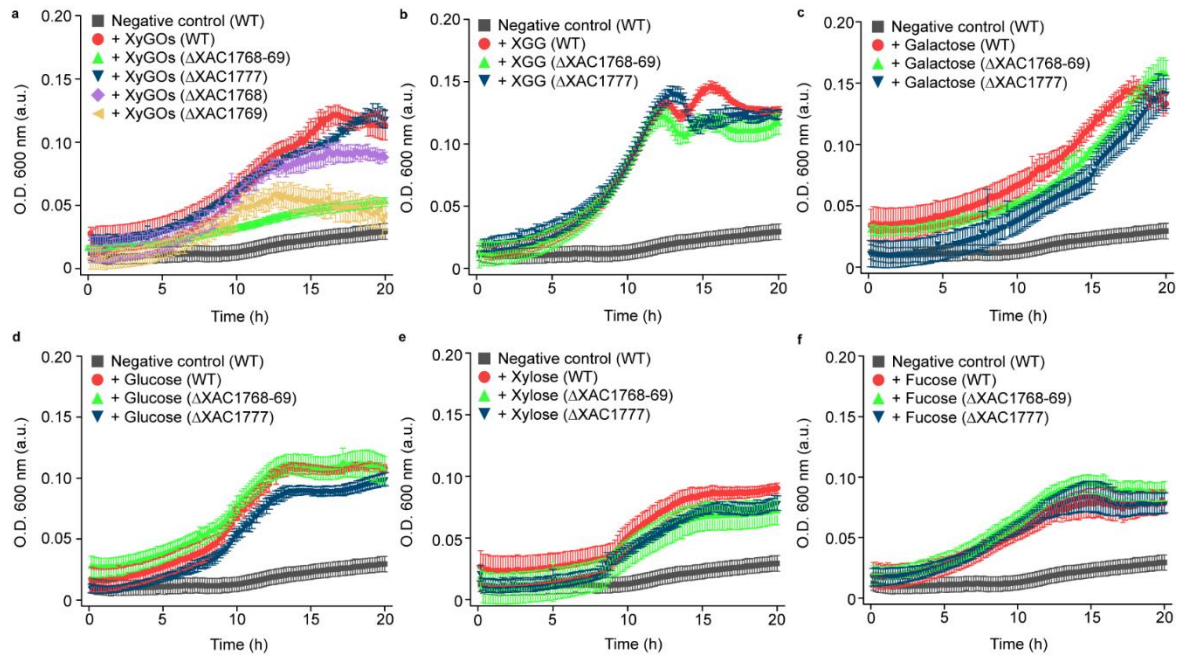 a
0.20
0.15
0.10
0.05
0
O.D. 600 nm (a.u.)
Negative control (WT)
+ XyGOs (WT)
+ XyGOs (ΔXAC1768-69)
+ XyGOs (ΔXAC1777)
+ XyGOs (ΔXAC1768)
+ XyGOs (ΔXAC1769)
0 5 10 15 20
Time (h)
b
0.20
0.15
0.10
0.05
0
O.D. 600 nm (a.u.)
Negative control (WT)
+ XGG (WT)
+ XGG (ΔXAC1768-69)
+ XGG (ΔXAC1777)
0 5 10 15 20
Time (h)
c
0.20
0.15
0.10
0.05
0
O.D. 600 nm (a.u.)
Negative control (WT)
+ Galactose (WT)
+ Galactose (ΔXAC1768-69)
+ Galactose (ΔXAC1777)
0 5 10 15 20
Time (h)
d
0.20
0.15
0.10
0.05
0
O.D. 600 nm (a.u.)
Negative control (WT)
+ Glucose (WT)
+ Glucose (ΔXAC1768-69)
+ Glucose (ΔXAC1777)
0 5 10 15 20
Time (h)
e
0.20
0.15
0.10
0.05
0
O.D. 600 nm (a.u.)
Negative control (WT)
+ Xylose (WT)
+ Xylose (ΔXAC1768-69)
+ Xylose (ΔXAC1777)
0 5 10 15 20
Time (h)
f
0.20
0.15
0.10
0.05
0
O.D. 600 nm (a.u.)
Negative control (WT)
+ Fucose (WT)
+ Fucose (ΔXAC1768-69)
+ Fucose (ΔXAC1777)
0 5 10 15 20
Time (h)